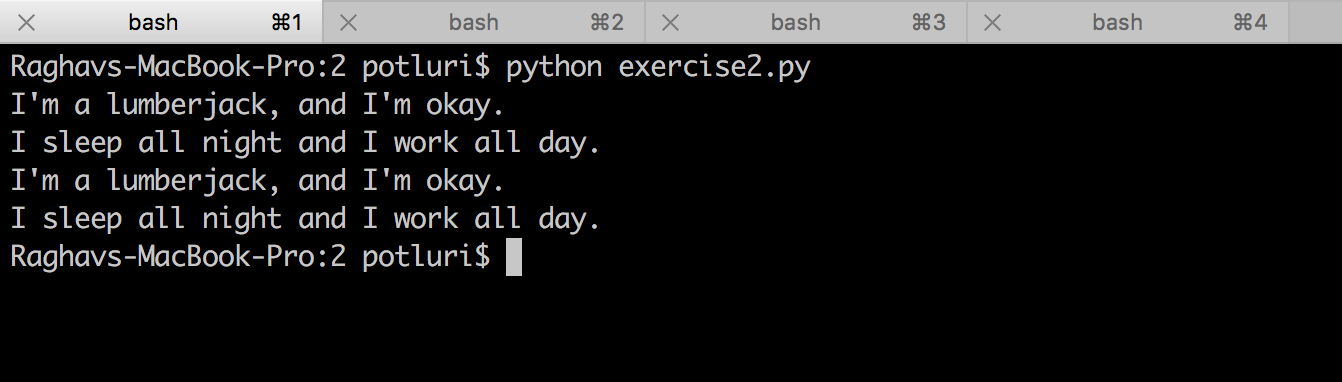 bash ⌘1 bash ⌘2 bash ⌘3 bash ⌘4
Raghavs-MacBook-Pro:2 potluri$ python exercise2.py
I'm a lumberjack, and I'm okay.
I sleep all night and I work all day.
I'm a lumberjack, and I'm okay.
I sleep all night and I work all day.
Raghavs-MacBook-Pro:2 potluri$